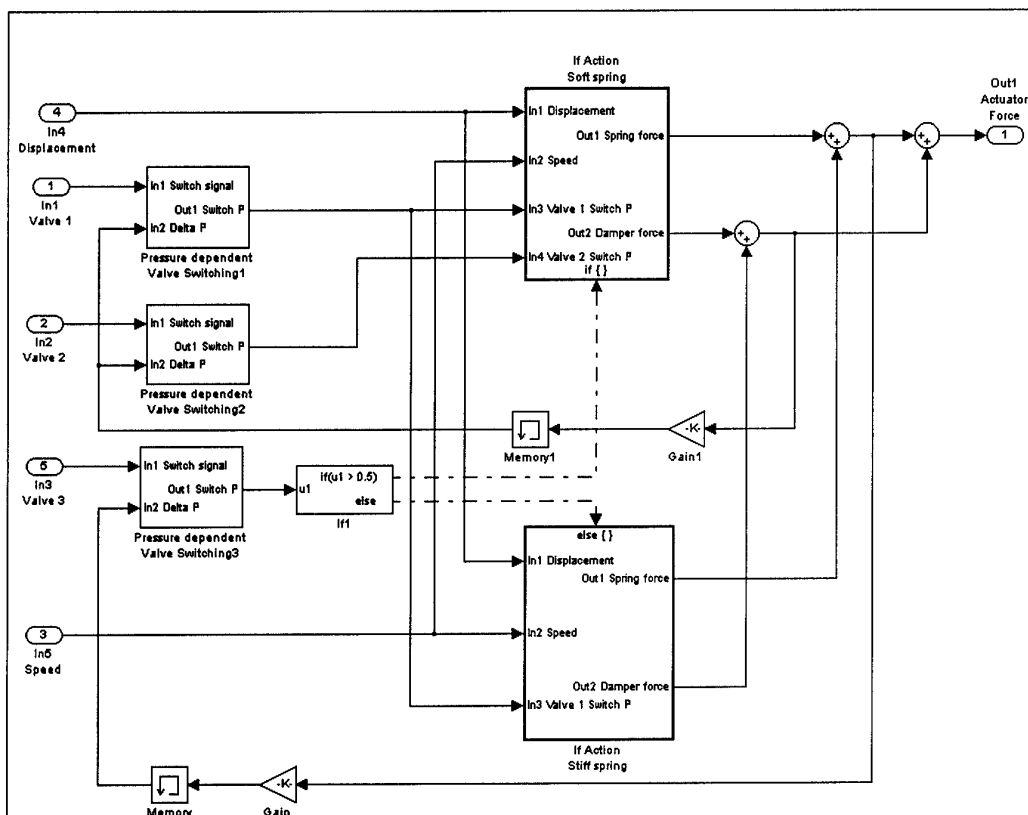 If Action
Soft spring
Out1
Actuator
Force
4
In4
Displacement
In1 Displacement
Out1 Spring force
1
In2 Speed
1
In1
Valve 1
In1 Switch signal
Out1 Switch P
In2 Delta P
Pressure dependent
Valve Switching1
In3 Valve 1 Switch P
Out2 Damper force
In4 Valve 2 Switch P
if { }
2
In2
Valve 2
In1 Switch signal
Out1 Switch P
In2 Delta P
Pressure dependent
Valve Switching2
Memory1
-K-
Gain1
5
In3
Valve 3
In1 Switch signal
Out1 Switch P
In2 Delta P
Pressure dependent
Valve Switching3
u1
if(u1 > 0.5)
else
If1
else { }
In1 Displacement
Out1 Spring force
3
In5
Speed
In2 Speed
Out2 Damper force
In3 Valve 1 Switch P
If Action
Stiff spring
Memory
-K-
Gain